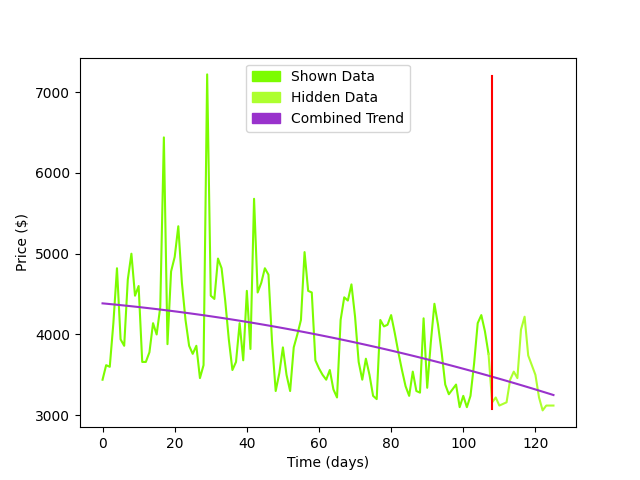 Shown Data
Hidden Data
Combined Trend
Price ($)
7000
6000
5000
4000
3000
0 20 40 60 80 100 120
Time (days)